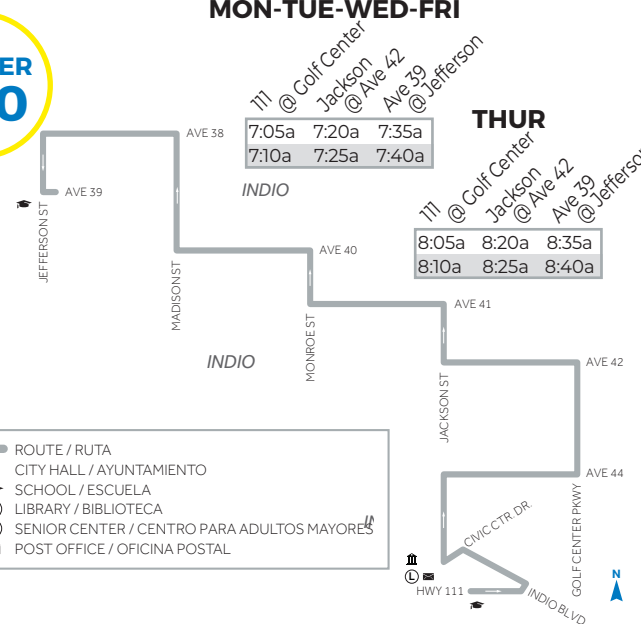 MON-TUE-WED-FRI
ER
0
111 @ Golf Center
Jackson @ Ave 42
Ave 39 @ Jefferson
7:05a 7:20a 7:35a
7:10a 7:25a 7:40a
THUR
111 @ Golf Center
Jackson @ Ave 42
Ave 39 @ Jefferson
8:05a 8:20a 8:35a
8:10a 8:25a 8:40a
AVE 38
AVE 39
INDIO
JEFFERSON ST
MADISON ST
AVE 40
MONROE ST
AVE 41
INDIO
JACKSON ST
AVE 42
AVE 44
GOLF CENTER PKWY
CIVIC CTR. DR.
HWY 111
INDIO BLVD
L
N
ROUTE / RUTA
CITY HALL / AYUNTAMIENTO
SCHOOL / ESCUELA
LIBRARY / BIBLIOTECA
SENIOR CENTER / CENTRO PARA ADULTOS MAYORES
POST OFFICE / OFICINA POSTAL